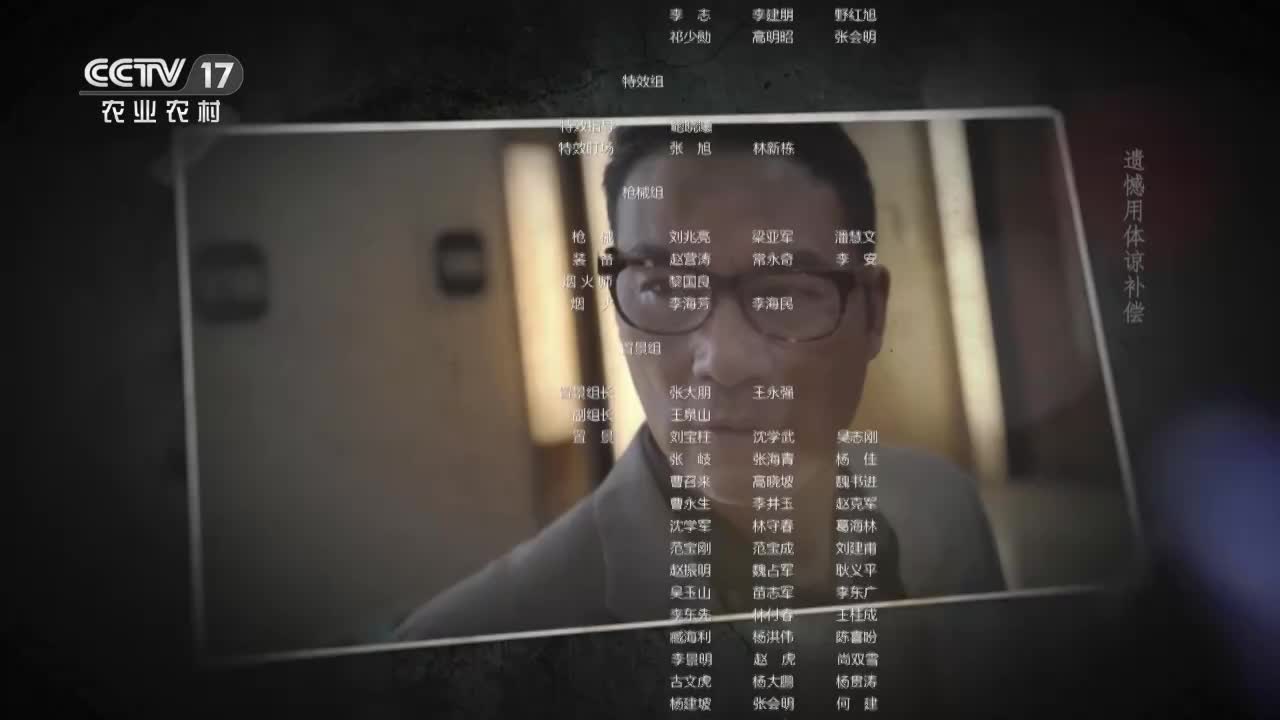 李 志 李建朋 野红旭
祁少勋 高明昭 张会明
CCTV 17
农业农村
特效组
特效指导
特效盯场 张 旭 林新栋
枪械组
枪 械 刘兆亮 梁亚军 潘慧文
装 备 赵营涛 常永奇 李 安
烟火师 黎国良
烟 火 李海芳 李海民
置景组
置景组长 张大朋 王永强
副组长 王泉山
置 景 刘宝柱 沈学武 吴志刚
张 岐 张海青 杨 佳
曹召来 高晓坡 魏书进
曹永生 李井玉 赵克军
沈学军 林守春 葛海林
范宝刚 范宝成 刘建甫
赵振明 魏占军 耿义平
吴玉山 苗志军 李东广
李东先 林付春 王桂成
臧海利 杨洪伟 陈喜盼
李景明 赵 虎 尚双雪
古文虎 杨大鹏 杨贯涛
杨建坡 张会明 何 建
遗憾用体谅补偿